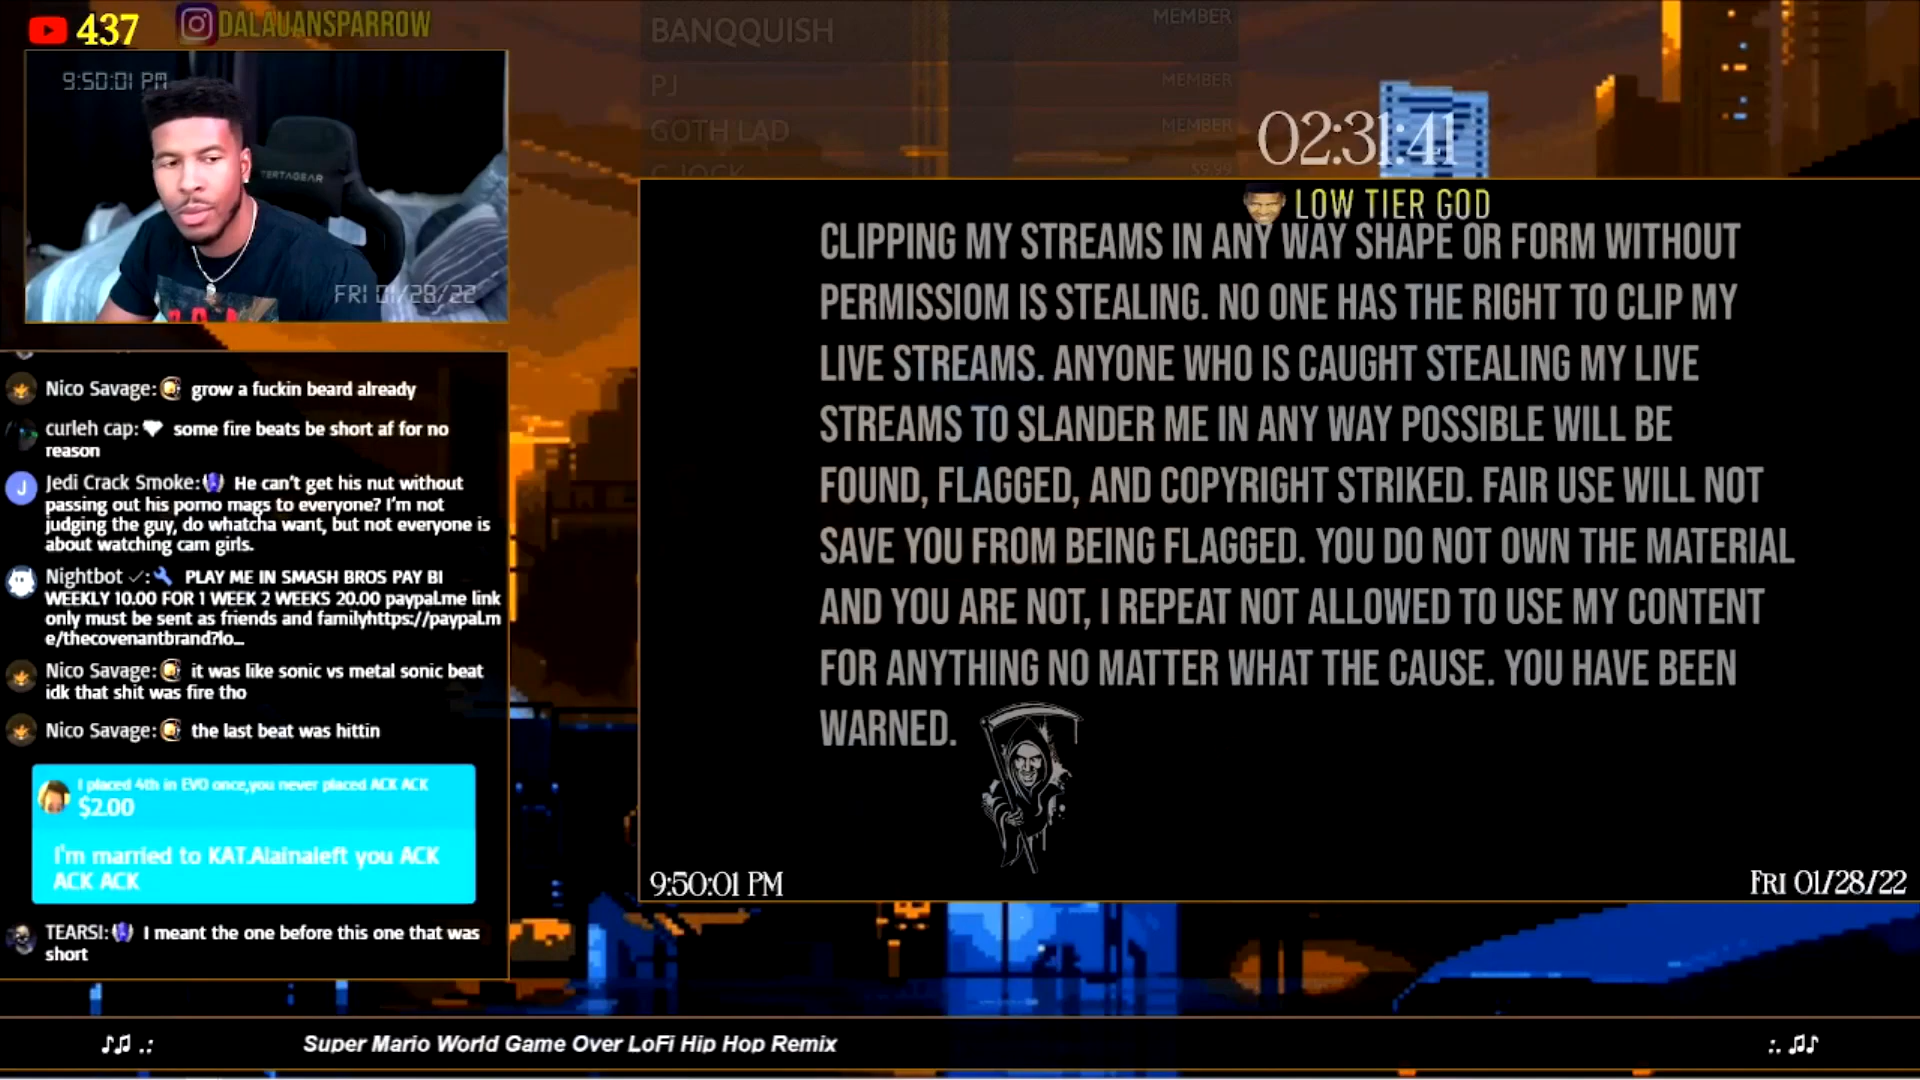 437
DALAUANSPARROW
BANQQUISH MEMBER
PJ MEMBER
GOTH LAD MEMBER
C JOCK $9.99
9:50:01 PM
TERTAGEAR
FRI 01/28/22
02:31:41
LOW TIER GOD
CLIPPING MY STREAMS IN ANY WAY SHAPE OR FORM WITHOUT
PERMISSIOM IS STEALING. NO ONE HAS THE RIGHT TO CLIP MY
LIVE STREAMS. ANYONE WHO IS CAUGHT STEALING MY LIVE
STREAMS TO SLANDER ME IN ANY WAY POSSIBLE WILL BE
FOUND, FLAGGED, AND COPYRIGHT STRIKED. FAIR USE WILL NOT
SAVE YOU FROM BEING FLAGGED. YOU DO NOT OWN THE MATERIAL
AND YOU ARE NOT, I REPEAT NOT ALLOWED TO USE MY CONTENT
FOR ANYTHING NO MATTER WHAT THE CAUSE. YOU HAVE BEEN
WARNED.
9:50:01 PM
FRI 01/28/22
Nico Savage: grow a fuckin beard already
curleh cap: some fire beats be short af for no
reason
J
Jedi Crack Smoke: He can't get his nut without
passing out his porno mags to everyone? I'm not
judging the guy, do whatcha want, but not everyone is
about watching cam girls.
Nightbot ✓: PLAY ME IN SMASH BROS PAY BI
WEEKLY 10.00 FOR 1 WEEK 2 WEEKS 20.00 paypal.me link
only must be sent as friends and familyhttps://paypal.m
e/thecovenantbrand?lo...
Nico Savage: it was like sonic vs metal sonic beat
idk that shit was fire tho
Nico Savage: the last beat was hittin
I placed 4th in EVO once,you never placed ACK ACK
$2.00
I'm married to KAT.Alainaleft you ACK
ACK ACK
TEARS!: I meant the one before this one that was
short
♪♫ .: Super Mario World Game Over LoFi Hip Hop Remix :. ♫♪